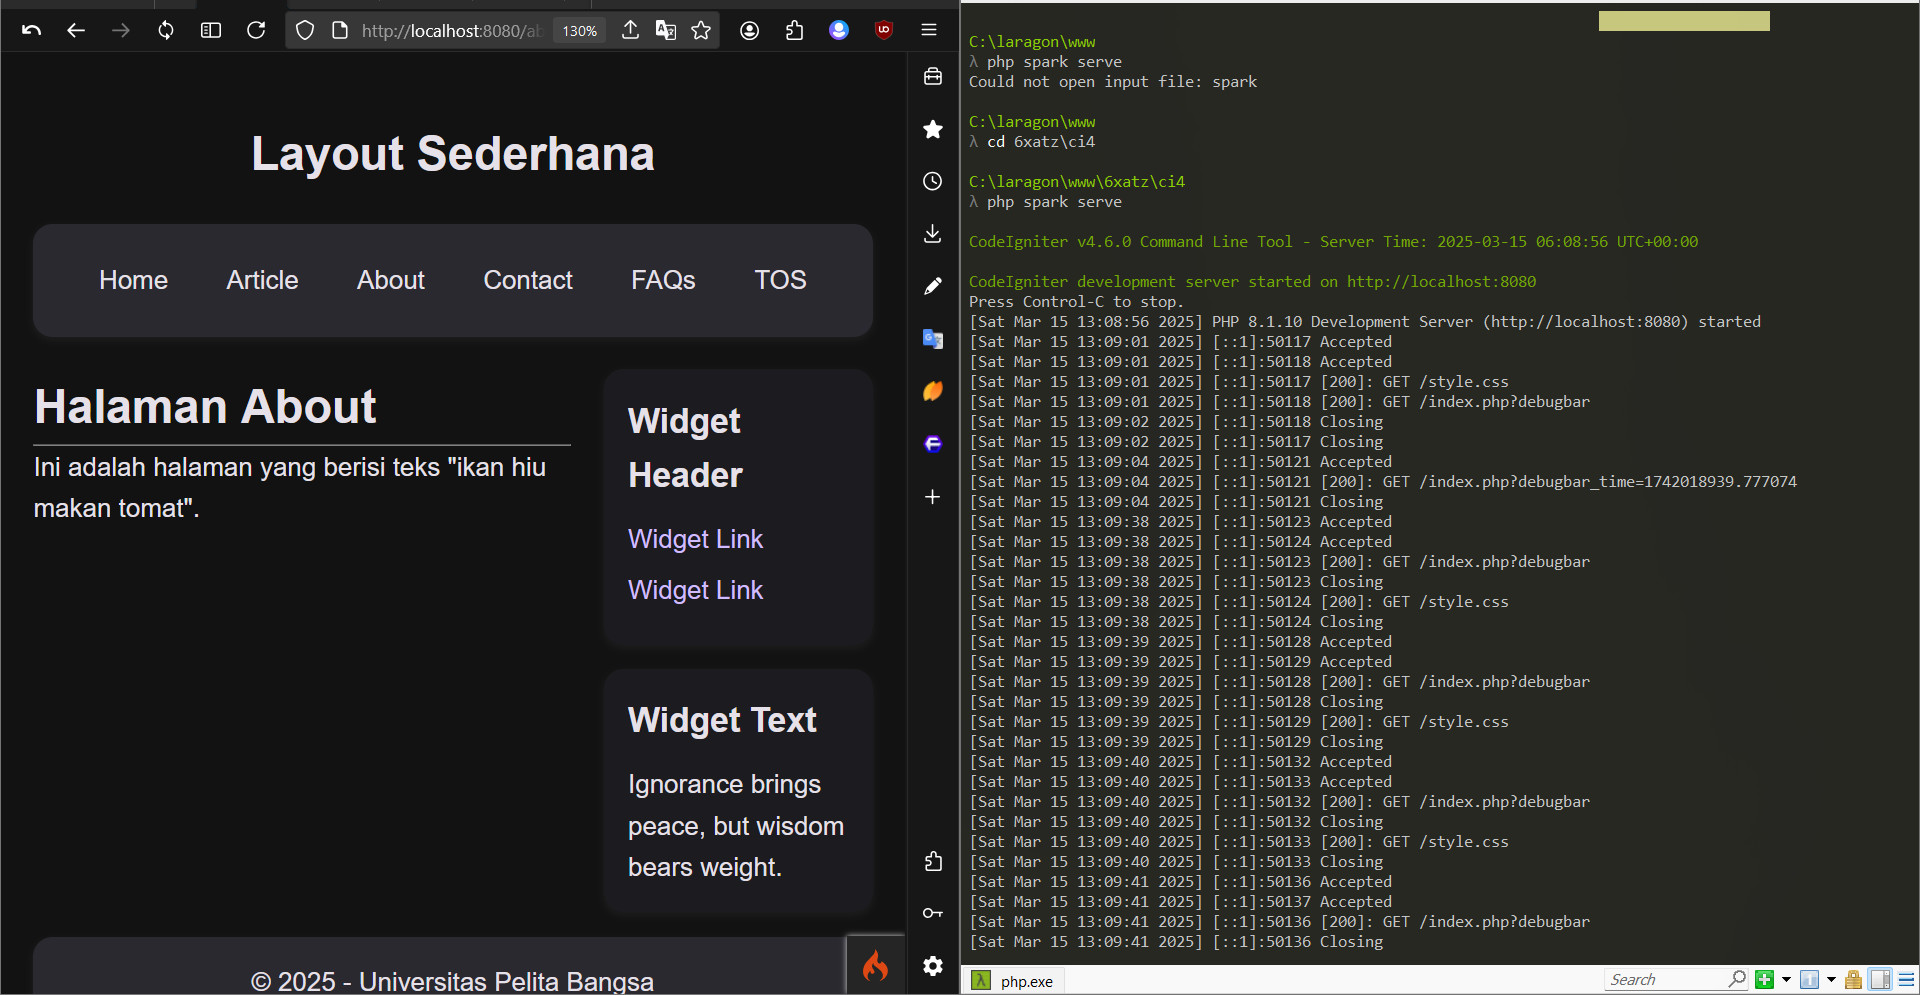 http://localhost:8080/ab
130%
Layout Sederhana
Home
Article
About
Contact
FAQs
TOS
Halaman About
Ini adalah halaman yang berisi teks "ikan hiu
makan tomat".
Widget
Header
Widget Link
Widget Link
Widget Text
Ignorance brings
peace, but wisdom
bears weight.
© 2025 - Universitas Pelita Bangsa
C:\laragon\www
λ php spark serve
Could not open input file: spark
C:\laragon\www
λ cd 6xatz\ci4
C:\laragon\www\6xatz\ci4
λ php spark serve
CodeIgniter v4.6.0 Command Line Tool - Server Time: 2025-03-15 06:08:56 UTC+00:00
CodeIgniter development server started on http://localhost:8080
Press Control-C to stop.
[Sat Mar 15 13:08:56 2025] PHP 8.1.10 Development Server (http://localhost:8080) started
[Sat Mar 15 13:09:01 2025] [::1]:50117 Accepted
[Sat Mar 15 13:09:01 2025] [::1]:50118 Accepted
[Sat Mar 15 13:09:01 2025] [::1]:50117 [200]: GET /style.css
[Sat Mar 15 13:09:01 2025] [::1]:50118 [200]: GET /index.php?debugbar
[Sat Mar 15 13:09:02 2025] [::1]:50118 Closing
[Sat Mar 15 13:09:02 2025] [::1]:50117 Closing
[Sat Mar 15 13:09:04 2025] [::1]:50121 Accepted
[Sat Mar 15 13:09:04 2025] [::1]:50121 [200]: GET /index.php?debugbar_time=1742018939.777074
[Sat Mar 15 13:09:04 2025] [::1]:50121 Closing
[Sat Mar 15 13:09:38 2025] [::1]:50123 Accepted
[Sat Mar 15 13:09:38 2025] [::1]:50124 Accepted
[Sat Mar 15 13:09:38 2025] [::1]:50123 [200]: GET /index.php?debugbar
[Sat Mar 15 13:09:38 2025] [::1]:50123 Closing
[Sat Mar 15 13:09:38 2025] [::1]:50124 [200]: GET /style.css
[Sat Mar 15 13:09:38 2025] [::1]:50124 Closing
[Sat Mar 15 13:09:39 2025] [::1]:50128 Accepted
[Sat Mar 15 13:09:39 2025] [::1]:50129 Accepted
[Sat Mar 15 13:09:39 2025] [::1]:50128 [200]: GET /index.php?debugbar
[Sat Mar 15 13:09:39 2025] [::1]:50128 Closing
[Sat Mar 15 13:09:39 2025] [::1]:50129 [200]: GET /style.css
[Sat Mar 15 13:09:39 2025] [::1]:50129 Closing
[Sat Mar 15 13:09:40 2025] [::1]:50132 Accepted
[Sat Mar 15 13:09:40 2025] [::1]:50133 Accepted
[Sat Mar 15 13:09:40 2025] [::1]:50132 [200]: GET /index.php?debugbar
[Sat Mar 15 13:09:40 2025] [::1]:50132 Closing
[Sat Mar 15 13:09:40 2025] [::1]:50133 [200]: GET /style.css
[Sat Mar 15 13:09:40 2025] [::1]:50133 Closing
[Sat Mar 15 13:09:41 2025] [::1]:50136 Accepted
[Sat Mar 15 13:09:41 2025] [::1]:50137 Accepted
[Sat Mar 15 13:09:41 2025] [::1]:50136 [200]: GET /index.php?debugbar
[Sat Mar 15 13:09:41 2025] [::1]:50136 Closing
λ php.exe
Search